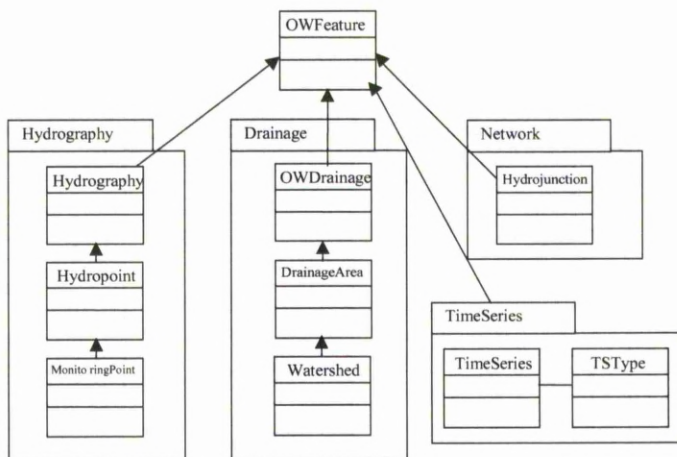 OWFeature
Hydrography
Drainage
Network
Hydrography
OWDrainage
Hydrojunction
Hydropoint
DrainageArea
TimeSeries
Monito ringPoint
Watershed
TimeSeries
TSType